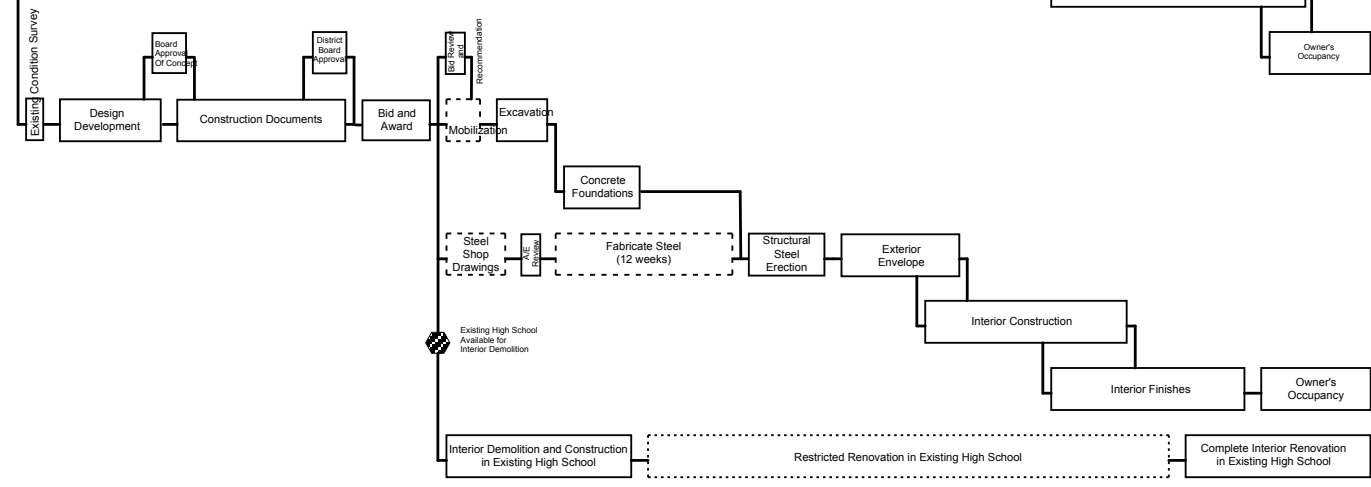 Existing Condition Survey
Board
Approval
Of Concept
District
Board
Approval
Bid Review
and
Recommendation
Owner's
Occupancy
Design
Development
Construction Documents
Bid and
Award
Mobilization
Excavation
Concrete
Foundations
Steel
Shop
Drawings
A/E
Review
Fabricate Steel
(12 weeks)
Structural
Steel
Erection
Exterior
Envelope
Existing High School
Available for
Interior Demolition
Interior Construction
Interior Finishes
Owner's
Occupancy
Interior Demolition and Construction
in Existing High School
Restricted Renovation in Existing High School
Complete Interior Renovation
in Existing High School